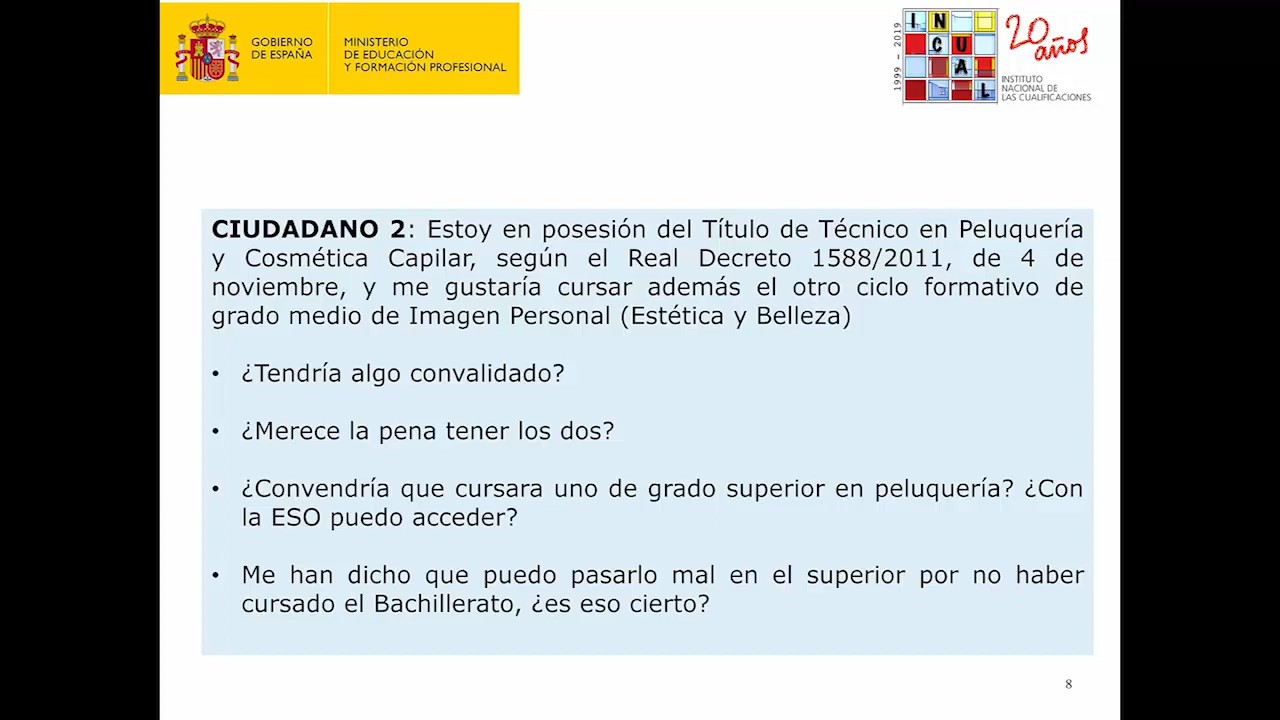 GOBIERNO
DE ESPAÑA
MINISTERIO
DE EDUCACIÓN
Y FORMACIÓN PROFESIONAL
1999 - 2019
I N
C U
A
L
20
años
INSTITUTO
NACIONAL DE
LAS CUALIFICACIONES
CIUDADANO 2: Estoy en posesión del Título de Técnico en Peluquería
y Cosmética Capilar, según el Real Decreto 1588/2011, de 4 de
noviembre, y me gustaría cursar además el otro ciclo formativo de
grado medio de Imagen Personal (Estética y Belleza)
• ¿Tendría algo convalidado?
• ¿Merece la pena tener los dos?
• ¿Convendría que cursara uno de grado superior en peluquería? ¿Con
la ESO puedo acceder?
• Me han dicho que puedo pasarlo mal en el superior por no haber
cursado el Bachillerato, ¿es eso cierto?
8